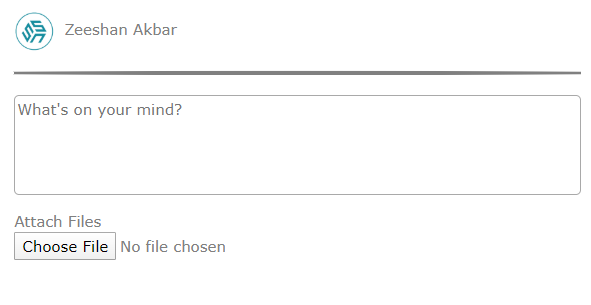 Zeeshan Akbar
What's on your mind?
Attach Files
Choose File No file chosen